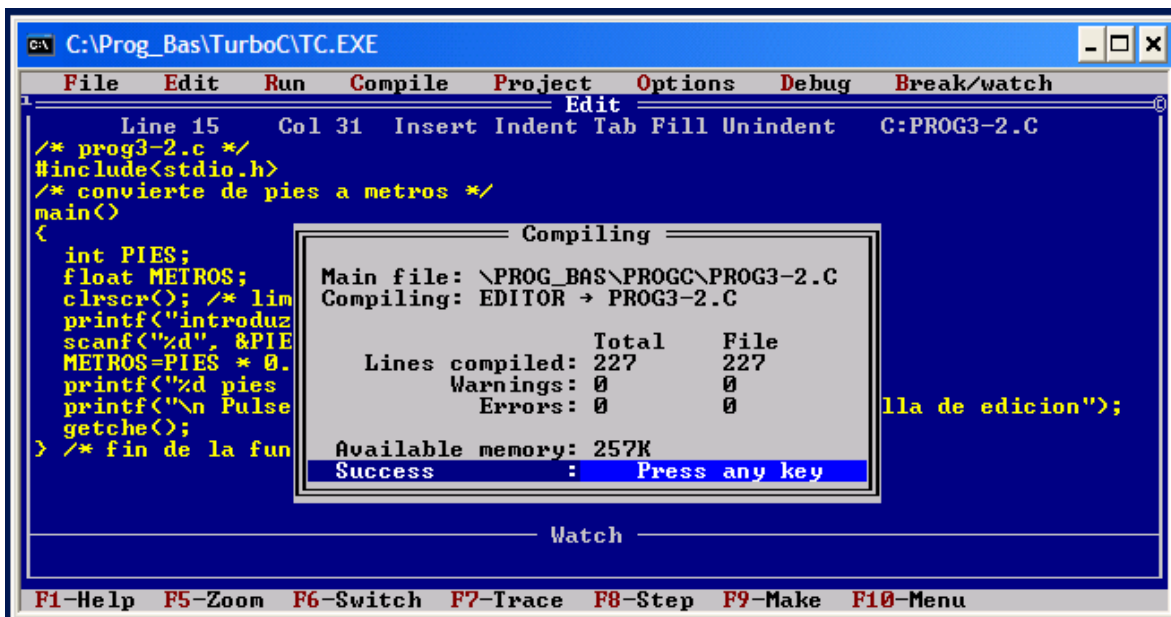 C:\Prog_Bas\TurboC\TC.EXE
File Edit Run Compile Project Options Debug Break/watch
Edit
Line 15 Col 31 Insert Indent Tab Fill Unindent C:PROG3-2.C
/* prog3-2.c */
#include<stdio.h>
/* convierte de pies a metros */
main()
{
int PIES;
float METROS;
clrscr(); /* lim
printf("introduz
scanf("%d", &PIE
METROS=PIES * 0.
printf("%d pies
printf("\n Pulse lla de edicion");
getche();
} /* fin de la fun
Compiling
Main file: \PROG_BAS\PROGC\PROG3-2.C
Compiling: EDITOR → PROG3-2.C
Total File
Lines compiled: 227 227
Warnings: 0 0
Errors: 0 0
Available memory: 257K
Success : Press any key
Watch
F1-Help F5-Zoom F6-Switch F7-Trace F8-Step F9-Make F10-Menu